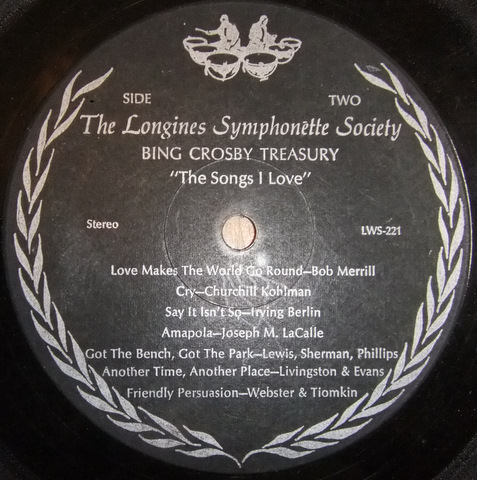 SIDE TWO
The Longines Symphonette Society
BING CROSBY TREASURY
"The Songs I Love"
Stereo LWS-221
Love Makes The World Go Round—Bob Merrill
Cry—Churchill Kohlman
Say It Isn't So—Irving Berlin
Amapola—Joseph M. LaCalle
Got The Bench, Got The Park—Lewis, Sherman, Phillips
Another Time, Another Place—Livingston & Evans
Friendly Persuasion—Webster & Tiomkin